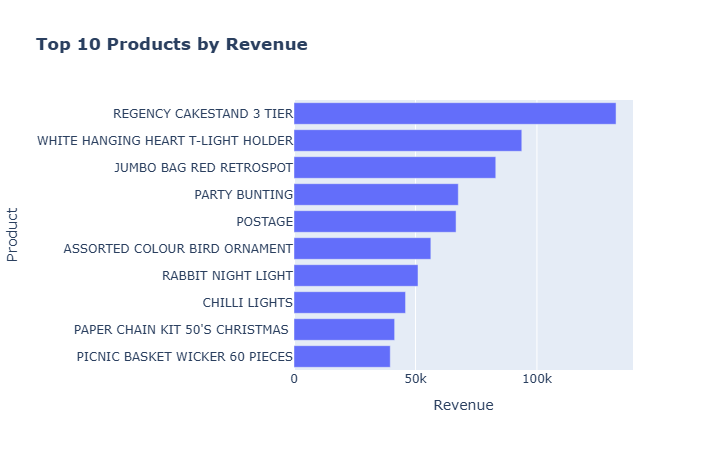 Top 10 Products by Revenue
Product
REGENCY CAKESTAND 3 TIER
WHITE HANGING HEART T-LIGHT HOLDER
JUMBO BAG RED RETROSPOT
PARTY BUNTING
POSTAGE
ASSORTED COLOUR BIRD ORNAMENT
RABBIT NIGHT LIGHT
CHILLI LIGHTS
PAPER CHAIN KIT 50'S CHRISTMAS
PICNIC BASKET WICKER 60 PIECES
0 50k 100k
Revenue